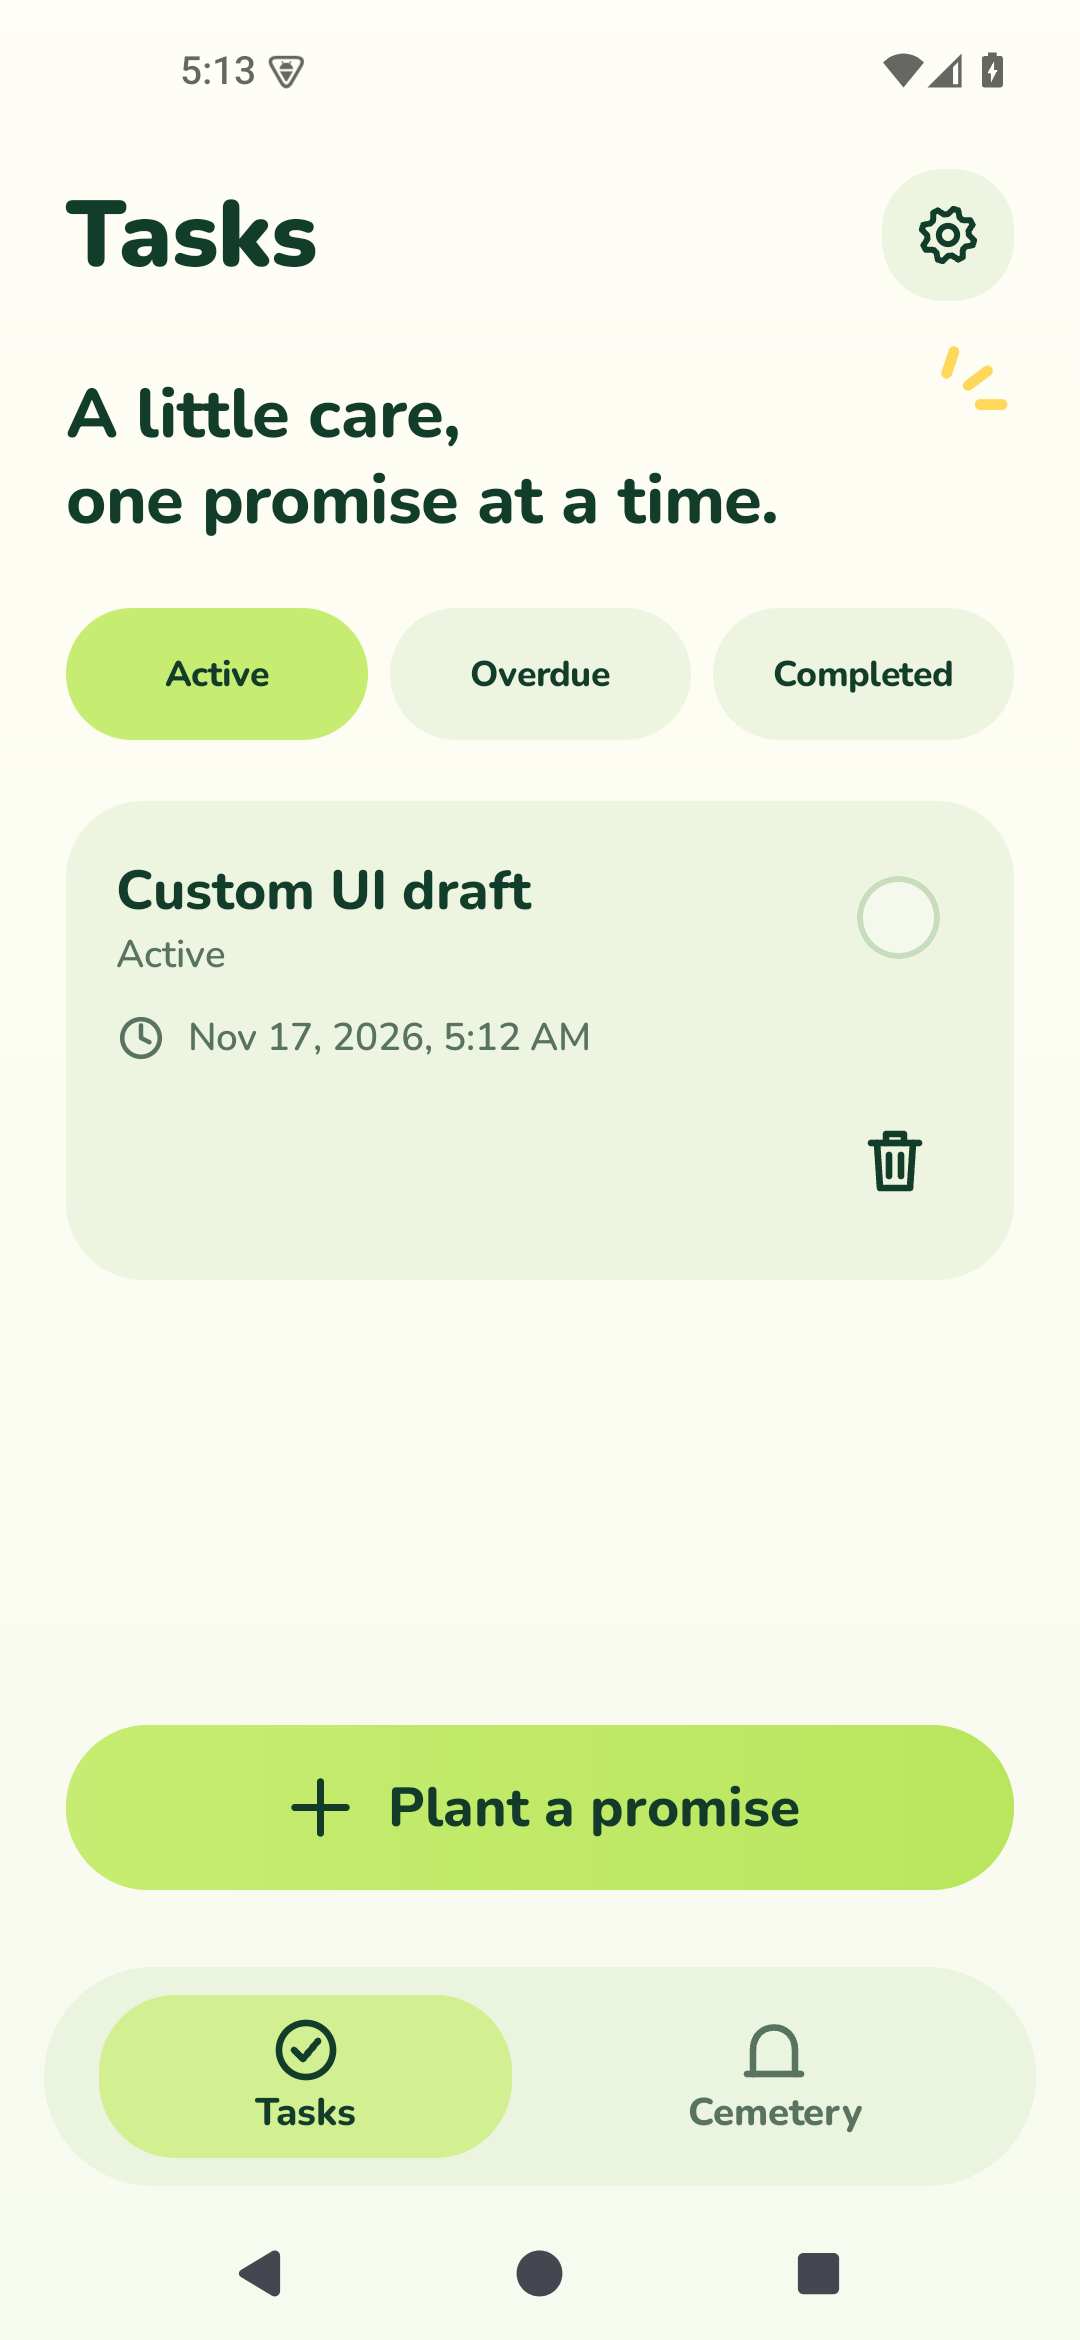 5:13
Tasks
A little care,
one promise at a time.
Active
Overdue
Completed
Custom UI draft
Active
Nov 17, 2026, 5:12 AM
Plant a promise
Tasks
Cemetery